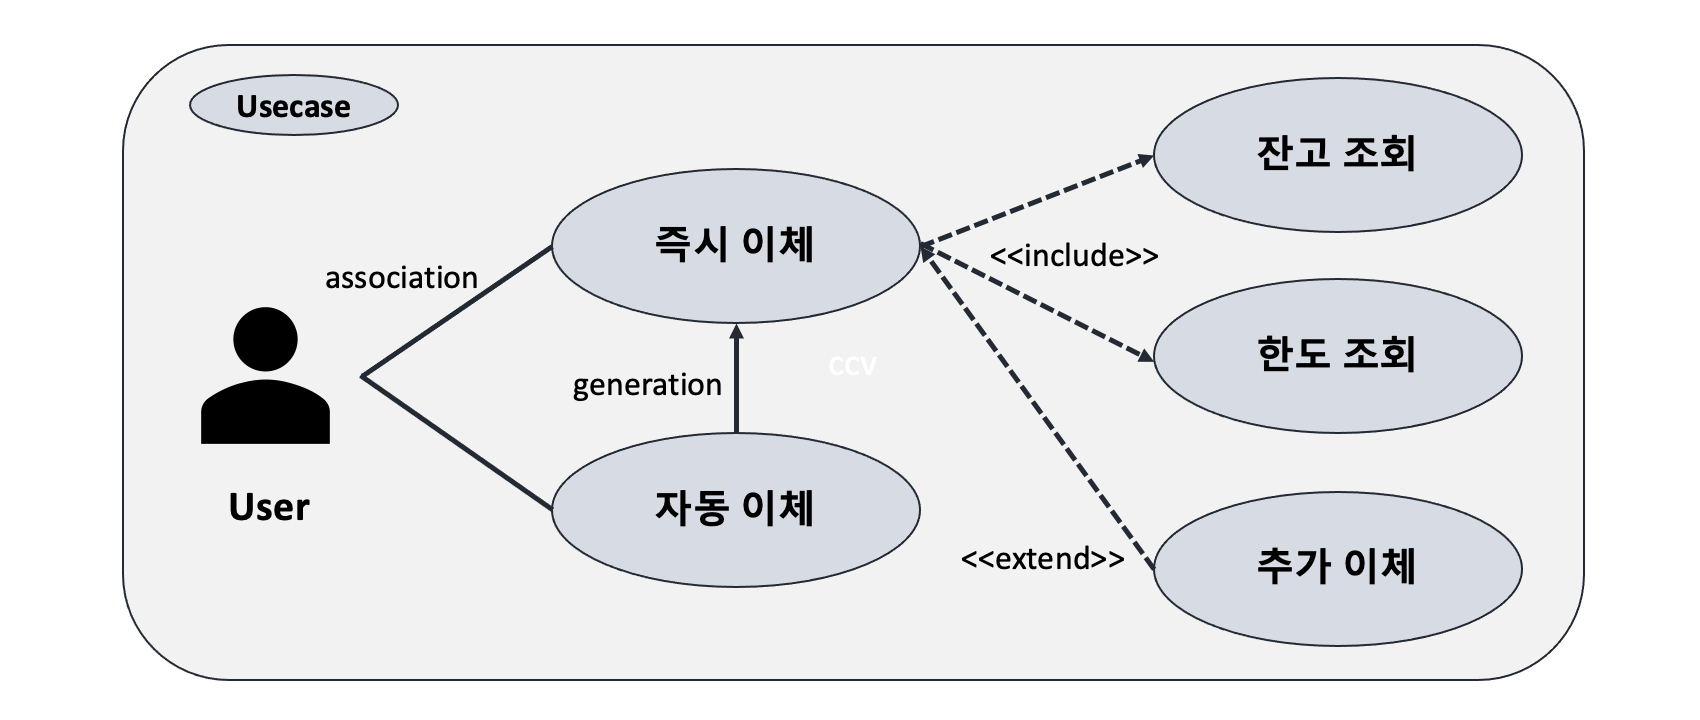 Usecase
잔고 조회
즉시 이체
<<include>>
association
한도 조회
ccv
generation
User
자동 이체
<<extend>>
추가 이체